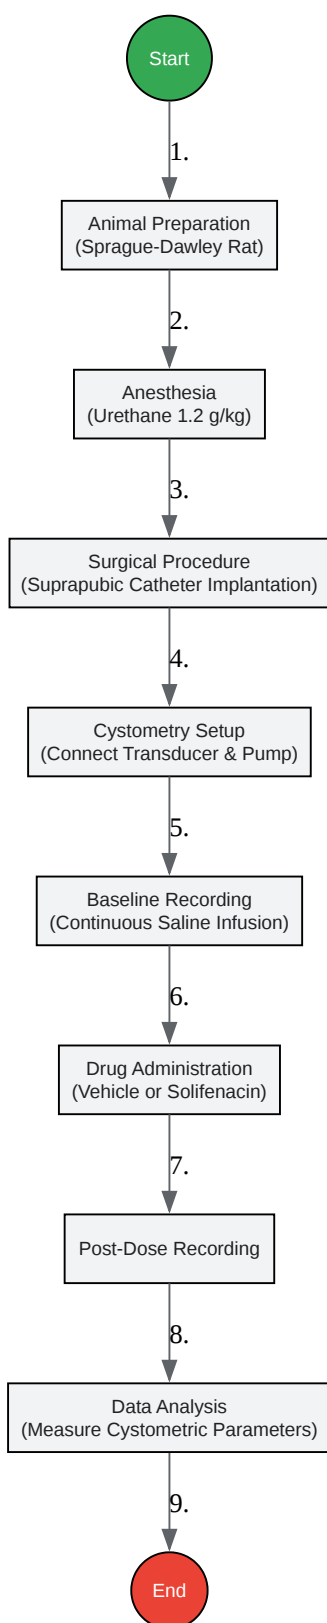 Start
1.
Animal Preparation
(Sprague-Dawley Rat)
2.
Anesthesia
(Urethane 1.2 g/kg)
3.
Surgical Procedure
(Suprapubic Catheter Implantation)
4.
Cystometry Setup
(Connect Transducer & Pump)
5.
Baseline Recording
(Continuous Saline Infusion)
6.
Drug Administration
(Vehicle or Solifenacin)
7.
Post-Dose Recording
8.
Data Analysis
(Measure Cystometric Parameters)
9.
End